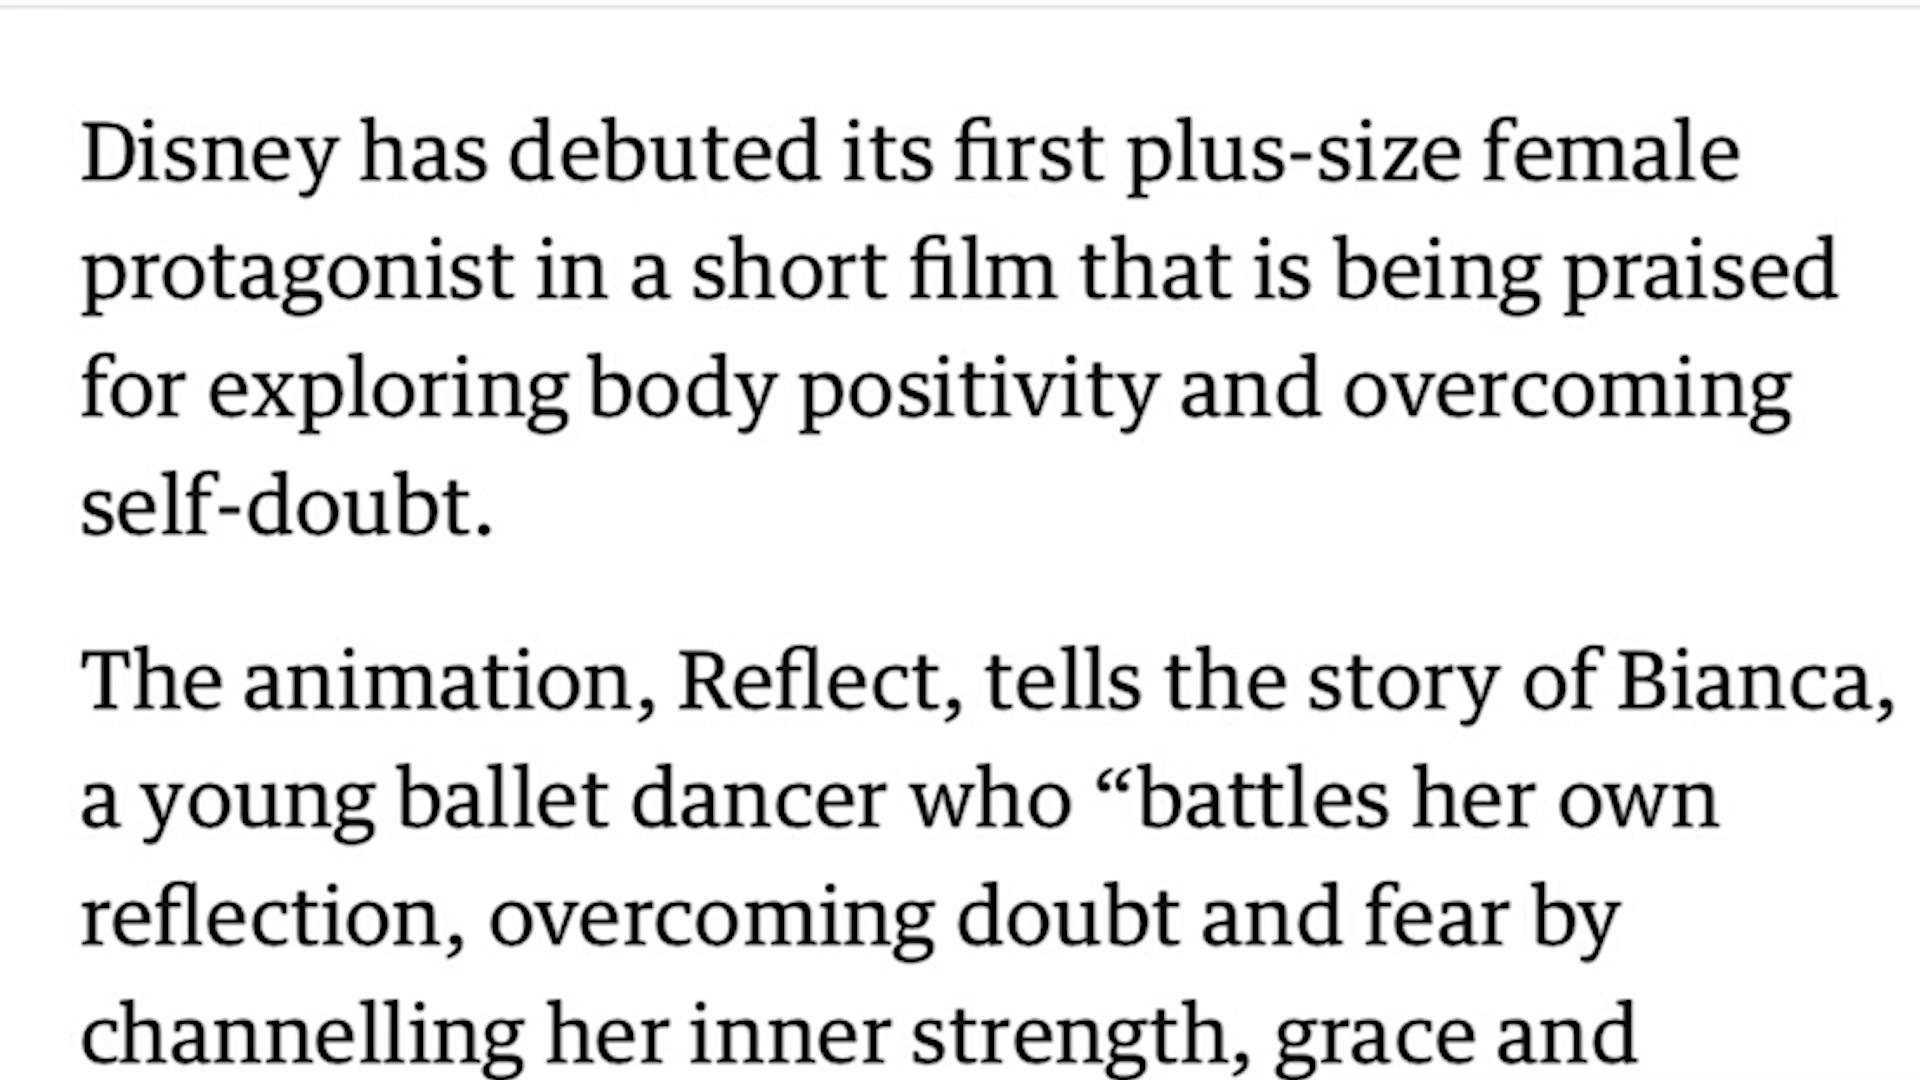 Disney has debuted its first plus-size female
protagonist in a short film that is being praised
for exploring body positivity and overcoming
self-doubt.
The animation, Reflect, tells the story of Bianca,
a young ballet dancer who “battles her own
reflection, overcoming doubt and fear by
channelling her inner strength, grace and